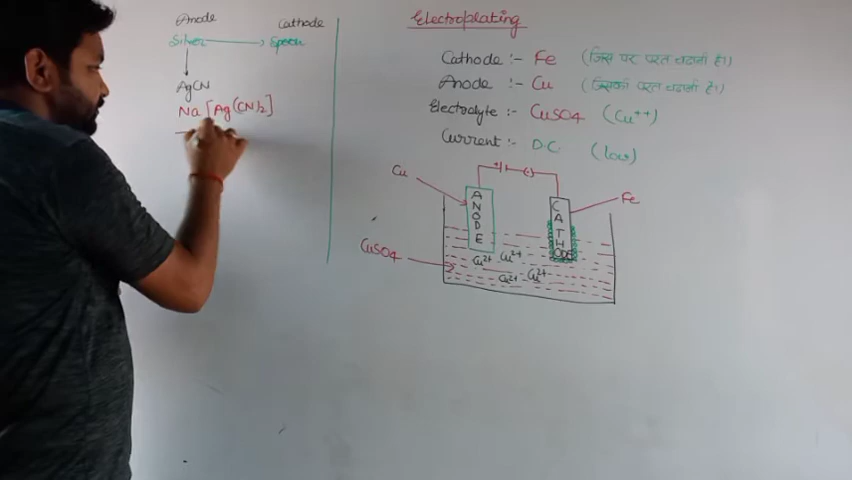 Anode Cathode
Silver → Spoon
AgCN
Na[Ag(CN)2]
Electroplating
Cathode :- Fe (जिस पर परत चढ़ानी है।)
Anode :- Cu (जिसकी परत चढ़ानी है।)
Electrolyte :- CuSO4 (Cu++)
Current :- D.C (low)
+ (-)
Cu
ANODE
CATHODE
Fe
CuSO4
Cu2+ Cu2+
Cu2+ Cu2+